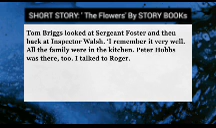 SHORT STORY: ' The Flowers' By STORY BOOKs
Tom Briggs looked at Sergeant Foster and then
back at Inspector Walsh. 'I remember it very well.
All the family were in the kitchen. Peter Hobbs
was there, too. I talked to Roger.